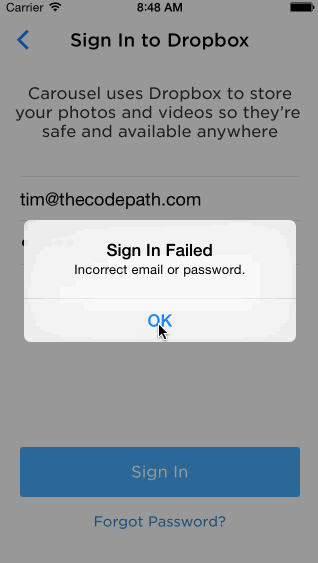 Carrier 8:48 AM
Sign In to Dropbox
Carousel uses Dropbox to store
your photos and videos so they're
safe and available anywhere
tim@thecodepath.com
Sign In Failed
Incorrect email or password.
OK
Sign In
Forgot Password?